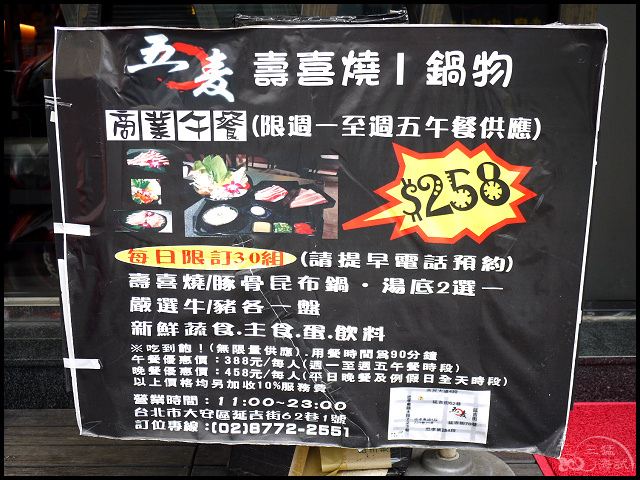 五麦 壽喜燒|鍋物
商業午餐(限週一至週五午餐供應)
$258
每日限訂30組(請提早電話預約)
壽喜燒/豚骨昆布鍋·湯底2選一
嚴選牛/豬各一盤
新鮮蔬食.主食.蛋.飲料
※吃到飽!(無限量供應).用餐時間為90分鐘
午餐優惠價:388元/每人(週一至週五午餐時段)
晚餐優惠價:458元/每人(平日晚餐及例假日全天時段)
以上價格均另加收10%服務費
營業時間:11:00~23:00
台北市大安區延吉街62巷1號
訂位專線:(02)8772-2551
五麦